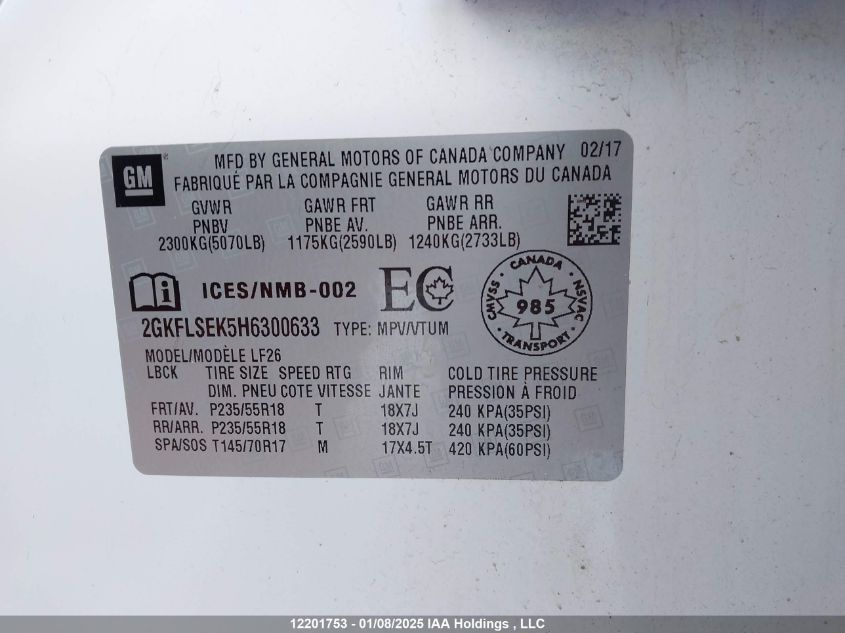 GM
MFD BY GENERAL MOTORS OF CANADA COMPANY 02/17
FABRIQUÉ PAR LA COMPAGNIE GENERAL MOTORS DU CANADA
GVWR GAWR FRT GAWR RR
PNBV PNBE AV. PNBE ARR.
2300KG(5070LB) 1175KG(2590LB) 1240KG(2733LB)
ICES/NMB-002 EC
CANADA
CMVSS 985 NSVAC
TRANSPORT
2GKFLSEK5H6300633 TYPE: MPV/VTUM
MODEL/MODÈLE LF26
LBCK TIRE SIZE SPEED RTG RIM COLD TIRE PRESSURE
DIM. PNEU COTE VITESSE JANTE PRESSION À FROID
FRT/AV. P235/55R18 T 18X7J 240 KPA(35PSI)
RR/ARR. P235/55R18 T 18X7J 240 KPA(35PSI)
SPA/SOS T145/70R17 M 17X4.5T 420 KPA(60PSI)
12201753 - 01/08/2025 IAA Holdings , LLC